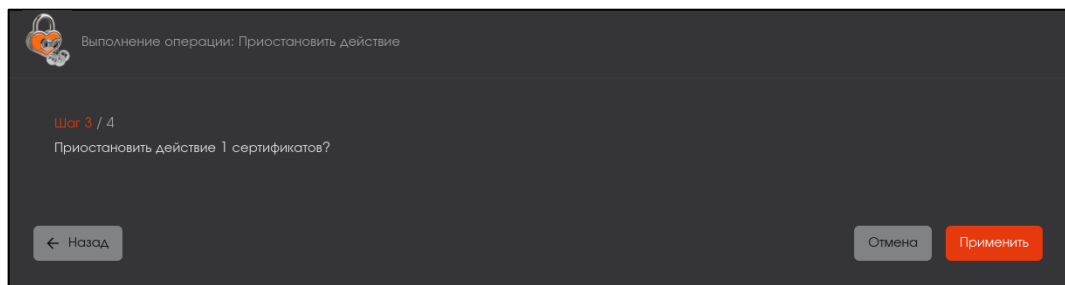 Выполнение операции: Приостановить действие
Шаг 3 / 4
Приостановить действие 1 сертификатов?
← Назад
Отмена
Применить